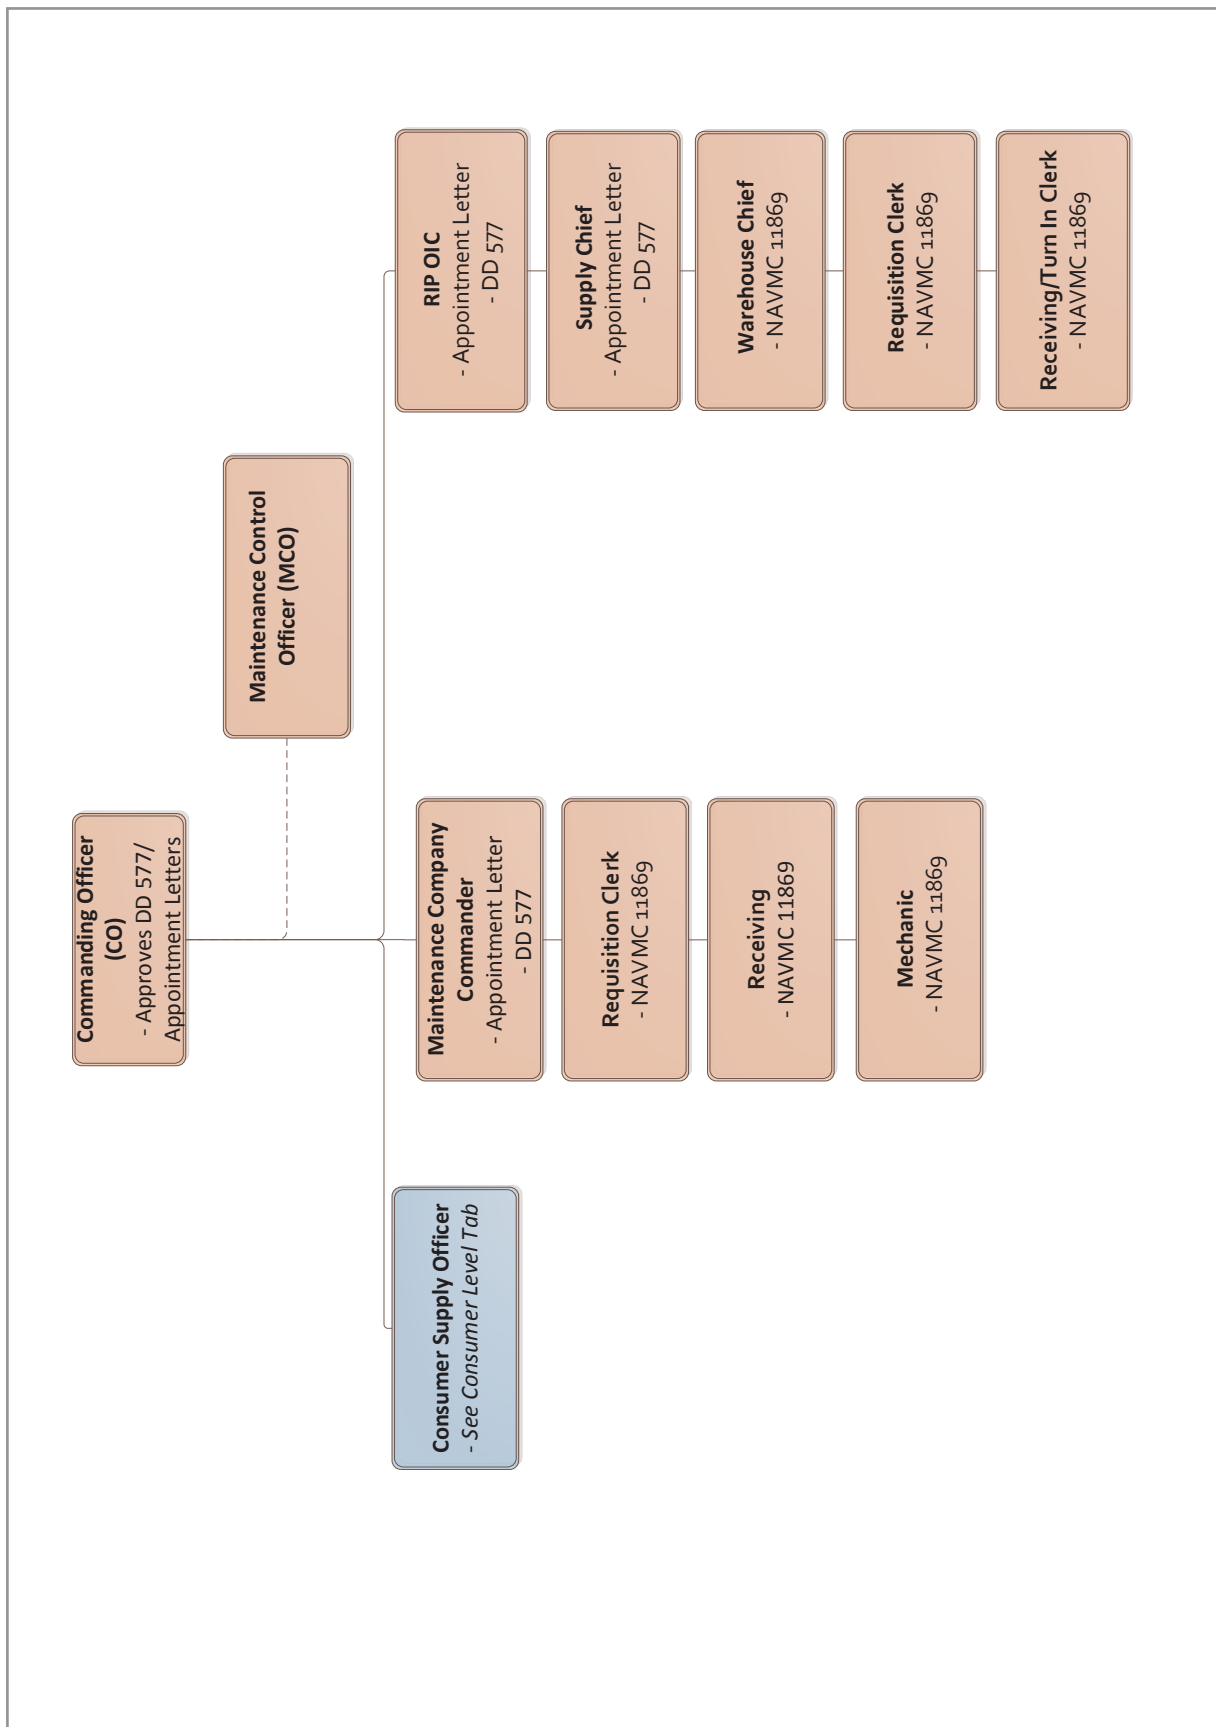 Commanding Officer
(CO)
- Approves DD 577/
Appointment Letters
Maintenance Control
Officer (MCO)
Consumer Supply Officer
- See Consumer Level Tab
Maintenance Company
Commander
- Appointment Letter
- DD 577
Requisition Clerk
- NAVMC 11869
Receiving
- NAVMC 11869
Mechanic
- NAVMC 11869
RIP OIC
- Appointment Letter
- DD 577
Supply Chief
- Appointment Letter
- DD 577
Warehouse Chief
- NAVMC 11869
Requisition Clerk
- NAVMC 11869
Receiving/Turn In Clerk
- NAVMC 11869